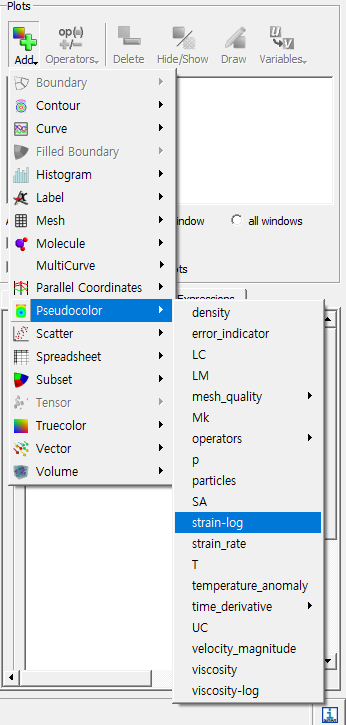 Plots
Add
op(=)
Operators
Delete
Hide/Show
Draw
Variables
Boundary
Contour
Curve
Filled Boundary
Histogram
Label
Mesh
Molecule
MultiCurve
Parallel Coordinates
Pseudocolor
Scatter
Spreadsheet
Subset
Tensor
Truecolor
Vector
Volume
all windows
Expressions
density
error_indicator
LC
LM
mesh_quality
Mk
operators
p
particles
SA
strain-log
strain_rate
T
temperature_anomaly
time_derivative
UC
velocity_magnitude
viscosity
viscosity-log